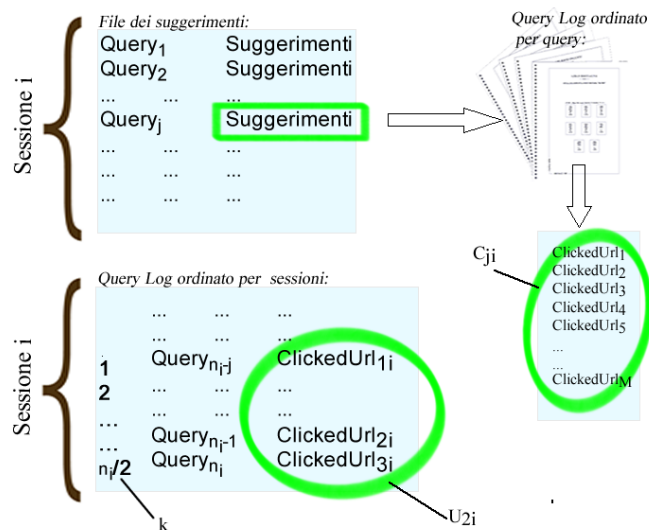 File dei suggerimenti:
Query1 Suggerimenti
Query2 Suggerimenti
... ... ...
Queryj Suggerimenti
... ... ...
... ... ...
... ... ...
Sessione i
Query Log ordinato
per query:
Cji
ClickedUrl1
ClickedUrl2
ClickedUrl3
ClickedUrl4
ClickedUrl5
...
...
ClickedUrlM
Query Log ordinato per sessioni:
... ... ...
... ... ...
1 Queryni-j ClickedUrl1i
2 ... ... ...
... ... ... ...
... Queryni-1 ClickedUrl2i
ni/2 Queryni ClickedUrl3i
Sessione i
k
U2i